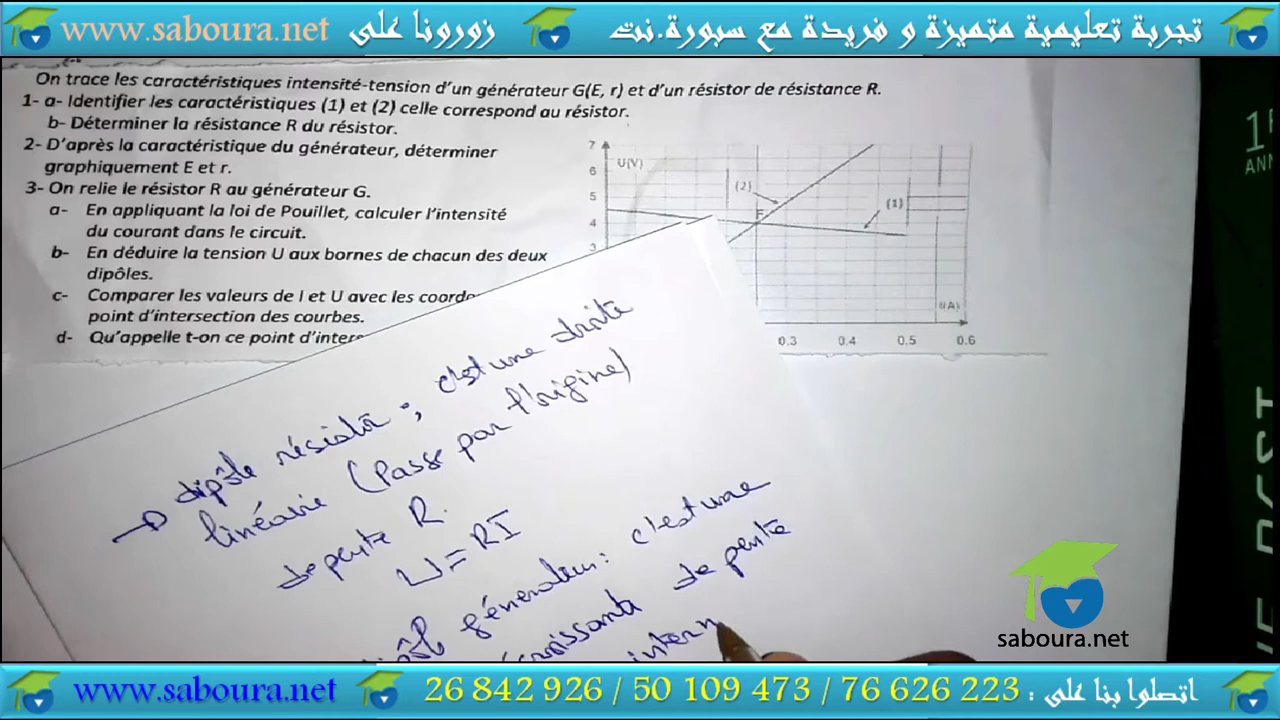 www.saboura.net زورونا على تجربة تعليمية متميزة و فريدة مع سبورة.نت
On trace les caractéristiques intensité-tension d'un générateur G(E, r) et d'un résistor de résistance R.
1- a- Identifier les caractéristiques (1) et (2) celle correspond au résistor.
b- Déterminer la résistance R du résistor.
2- D'après la caractéristique du générateur, déterminer
graphiquement E et r.
3- On relie le résistor R au générateur G.
a- En appliquant la loi de Pouillet, calculer l'intensité
du courant dans le circuit.
b- En déduire la tension U aux bornes de chacun des deux
dipôles.
c- Comparer les valeurs de I et U avec les
point d'intersection des courbes.
d- Qu'appelle t-on ce point
7
U(V)
6
(2)
5
(1)
4
3
I(A)
0.3 0.4 0.5 0.6
dipôle résistor : c'est une droite
linéaire (Passe par l'origine)
de pente R.
U = RI
générateur : c'est une
de pente
1
ANN
saboura.net
www.saboura.net 26 842 926 / 50 109 473 / 76 626 223 : اتصلوا بنا على